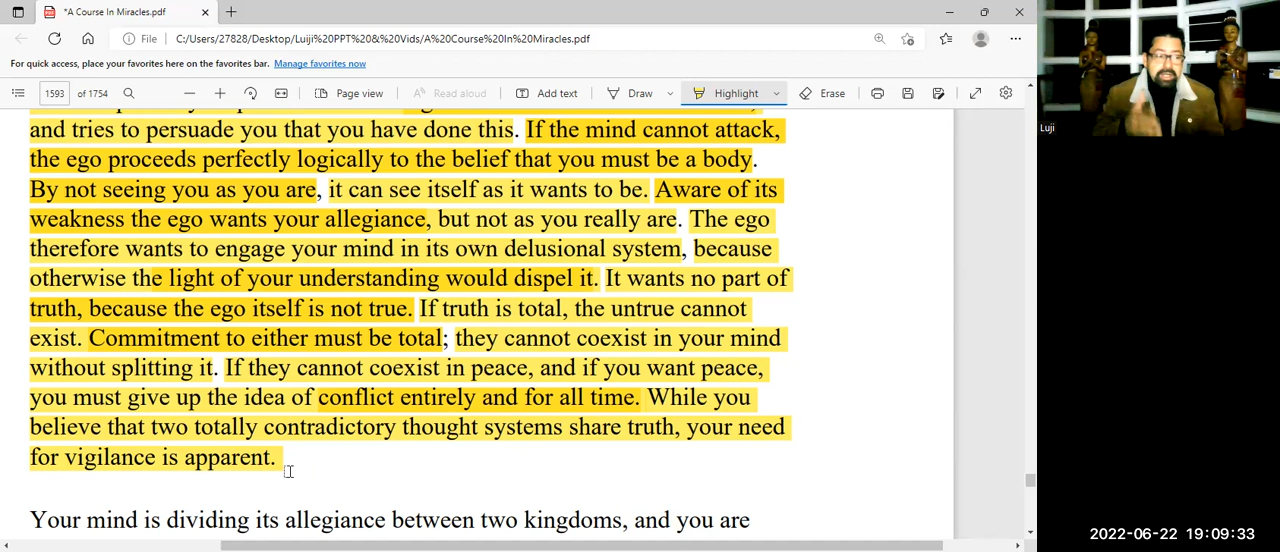 *A Course In Miracles.pdf
File
C:/Users/27828/Desktop/Luiji%20PPT%20&%20Vids/A%20Course%20In%20Miracles.pdf
For quick access, place your favorites here on the favorites bar. Manage favorites now
1593 of 1754
Page view
Read aloud
Add text
Draw
Highlight
Erase
and tries to persuade you that you have done this. If the mind cannot attack,
the ego proceeds perfectly logically to the belief that you must be a body.
By not seeing you as you are, it can see itself as it wants to be. Aware of its
weakness the ego wants your allegiance, but not as you really are. The ego
therefore wants to engage your mind in its own delusional system, because
otherwise the light of your understanding would dispel it. It wants no part of
truth, because the ego itself is not true. If truth is total, the untrue cannot
exist. Commitment to either must be total; they cannot coexist in your mind
without splitting it. If they cannot coexist in peace, and if you want peace,
you must give up the idea of conflict entirely and for all time. While you
believe that two totally contradictory thought systems share truth, your need
for vigilance is apparent.
Your mind is dividing its allegiance between two kingdoms, and you are
Luji
2022-06-22 19:09:33